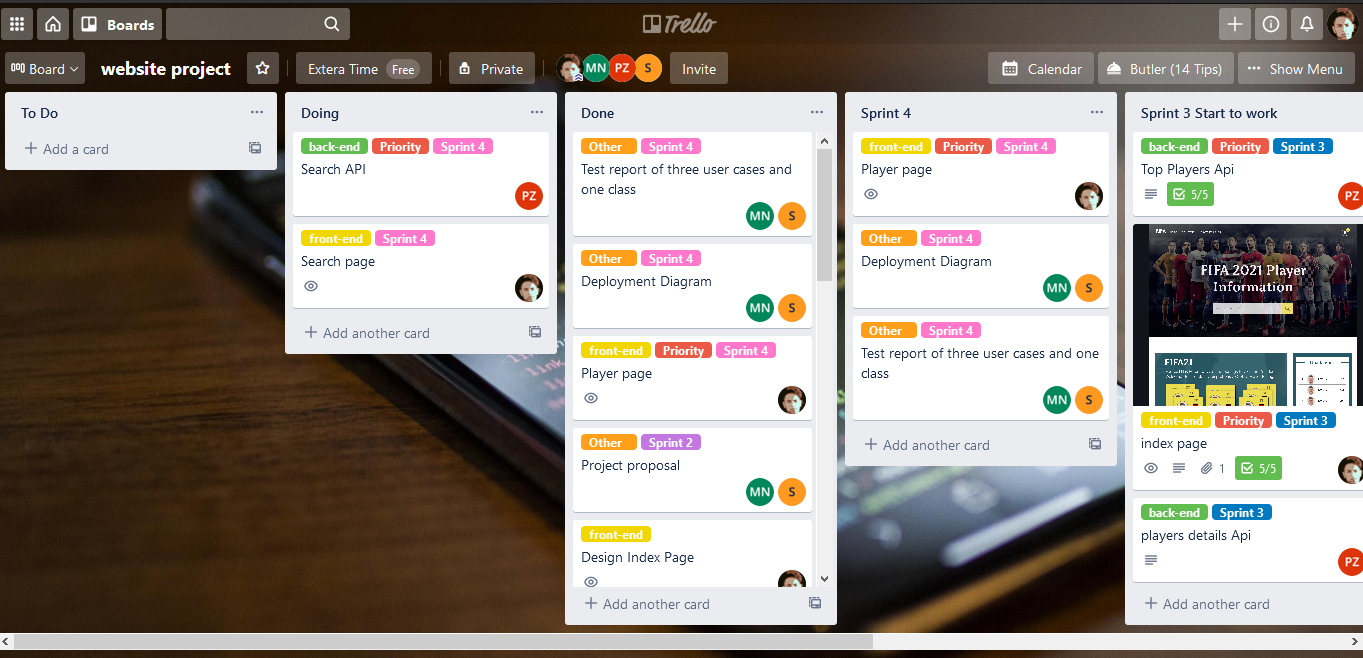 Boards
Trello
Board
website project
Extera Time Free
Private
MN
PZ
S
Invite
Calendar
Butler (14 Tips)
Show Menu
To Do
Add a card
Doing
back-end Priority Sprint 4
Search API
PZ
front-end Sprint 4
Search page
Add another card
Done
Other Sprint 4
Test report of three user cases and
one class
MN S
Other Sprint 4
Deployment Diagram
MN S
front-end Priority Sprint 4
Player page
Other Sprint 2
Project proposal
MN S
front-end
Design Index Page
Add another card
Sprint 4
front-end Priority Sprint 4
Player page
Other Sprint 4
Deployment Diagram
MN S
Other Sprint 4
Test report of three user cases and one
class
MN S
Add another card
Sprint 3 Start to work
back-end Priority Sprint 3
Top Players Api
5/5
PZ
FIFA 2021 Player
Information
FIFA21
front-end Priority Sprint 3
index page
1 5/5
back-end Sprint 3
players details Api
PZ
Add another card